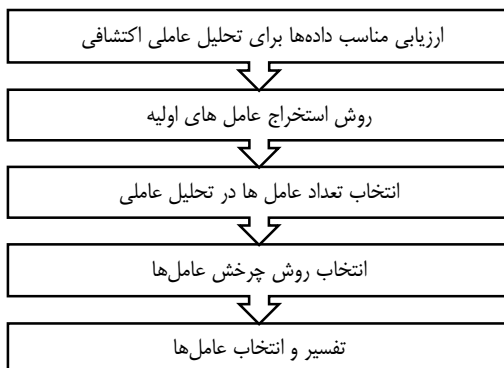 ارزیابی مناسب داده‌ها برای تحلیل عاملی اکتشافی
روش استخراج عامل های اولیه
انتخاب تعداد عامل ها در تحلیل عاملی
انتخاب روش چرخش عامل‌ها
تفسیر و انتخاب عامل‌ها